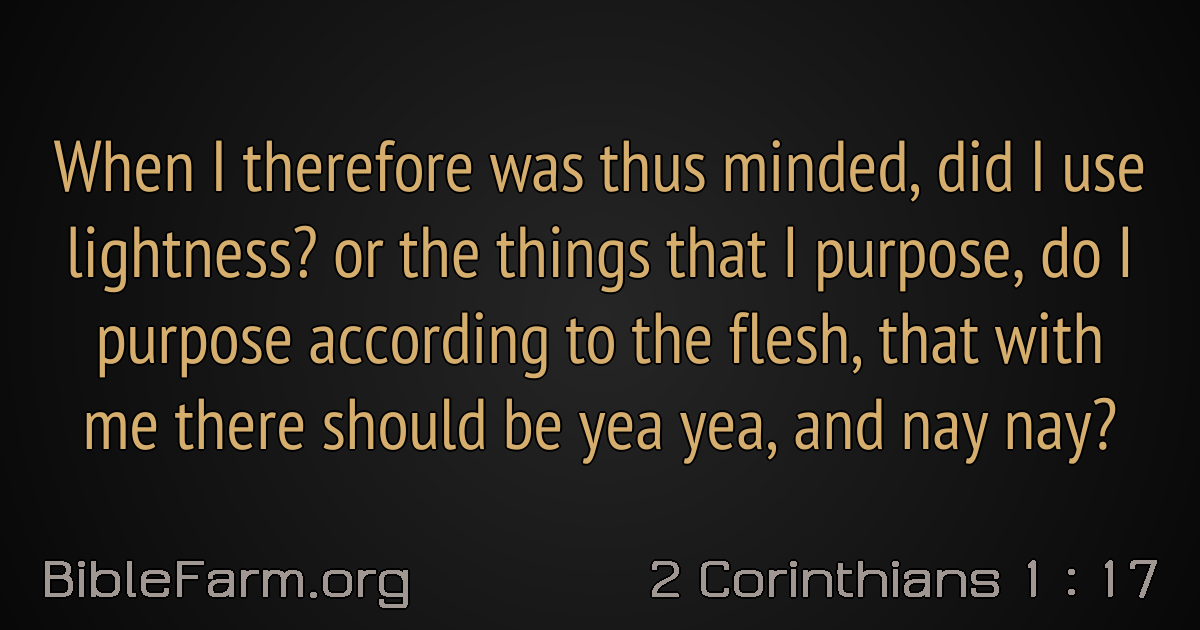 When I therefore was thus minded, did I use
lightness? or the things that I purpose, do I
purpose according to the flesh, that with
me there should be yea yea, and nay nay?
BibleFarm.org
2 Corinthians 1 : 17